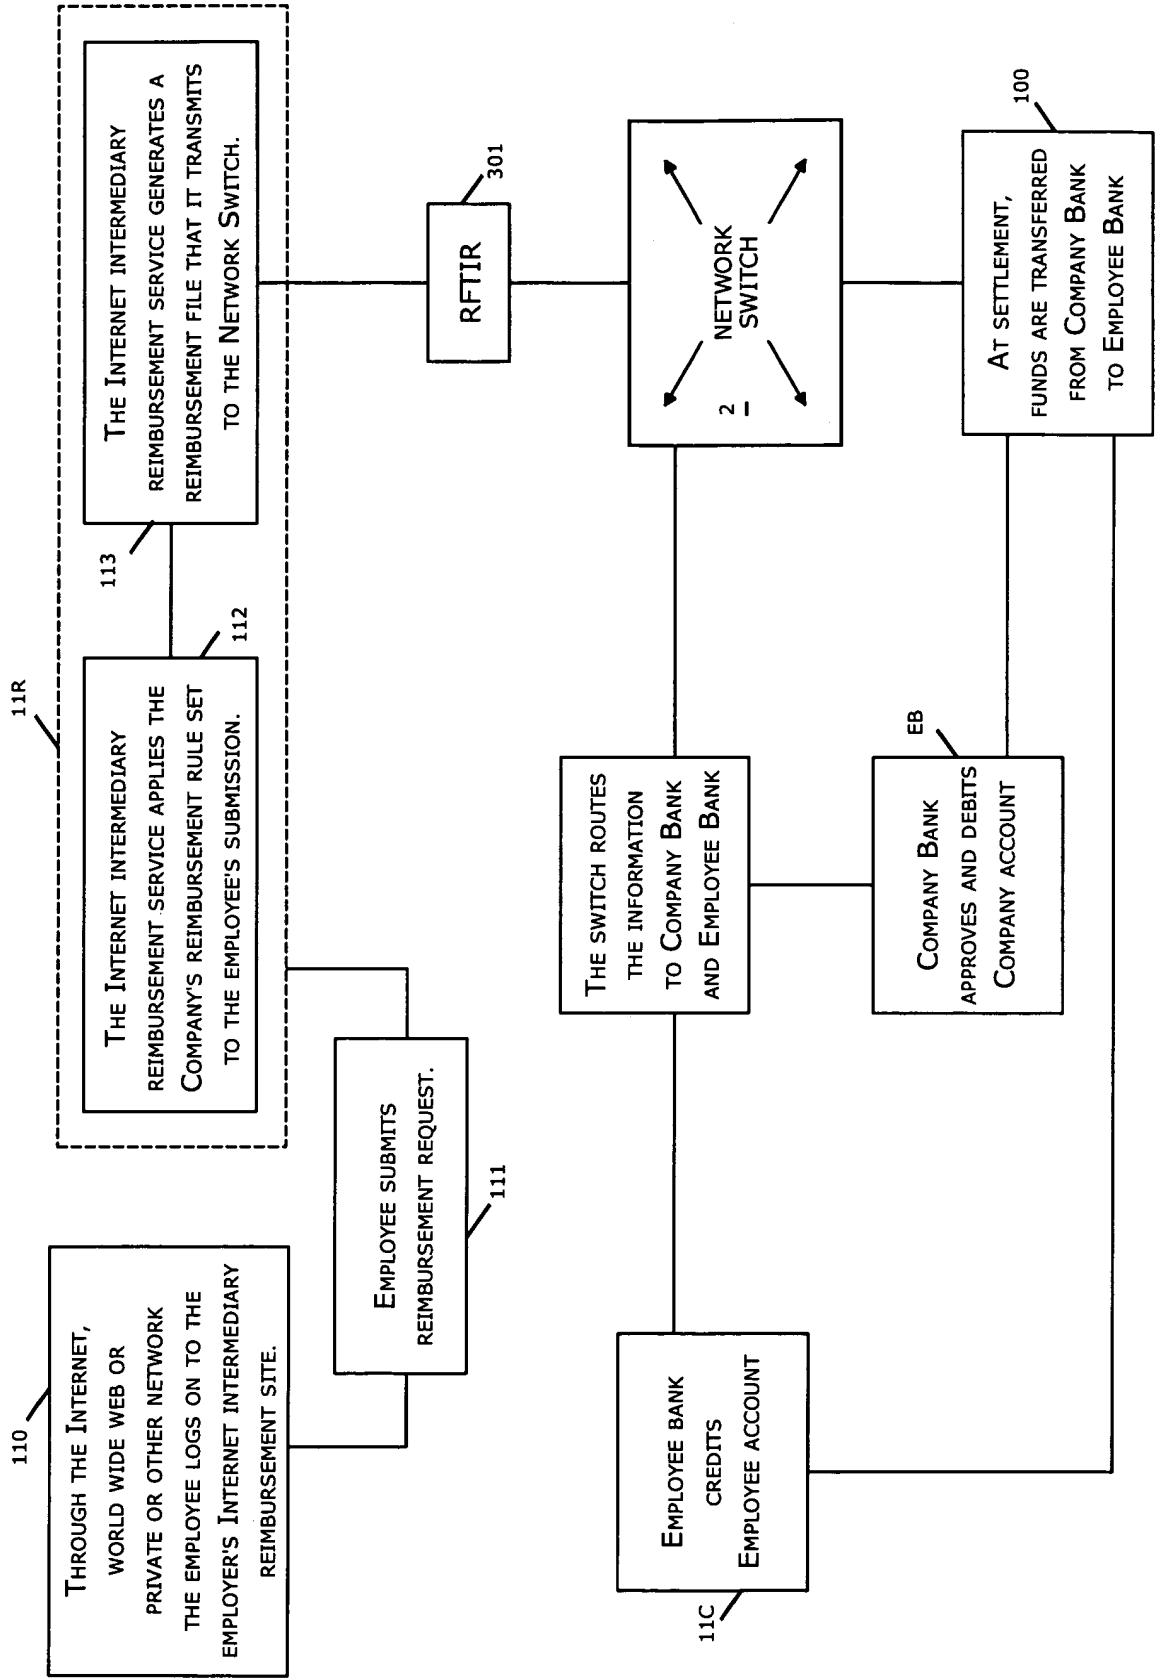 110
THROUGH THE INTERNET,
WORLD WIDE WEB OR
PRIVATE OR OTHER NETWORK
THE EMPLOYEE LOGS ON TO THE
EMPLOYER'S INTERNET INTERMEDIARY
REIMBURSEMENT SITE.
EMPLOYEE SUBMITS
REIMBURSEMENT REQUEST.
111
11R
THE INTERNET INTERMEDIARY
REIMBURSEMENT SERVICE APPLIES THE
COMPANY'S REIMBURSEMENT RULE SET
TO THE EMPLOYEE'S SUBMISSION.
112
113
THE INTERNET INTERMEDIARY
REIMBURSEMENT SERVICE GENERATES A
REIMBURSEMENT FILE THAT IT TRANSMITS
TO THE NETWORK SWITCH.
RFTIR
301
NETWORK
SWITCH
2
THE SWITCH ROUTES
THE INFORMATION
TO COMPANY BANK
AND EMPLOYEE BANK
EMPLOYEE BANK
CREDITS
EMPLOYEE ACCOUNT
11C
EB
COMPANY BANK
APPROVES AND DEBITS
COMPANY ACCOUNT
100
AT SETTLEMENT,
FUNDS ARE TRANSFERRED
FROM COMPANY BANK
TO EMPLOYEE BANK